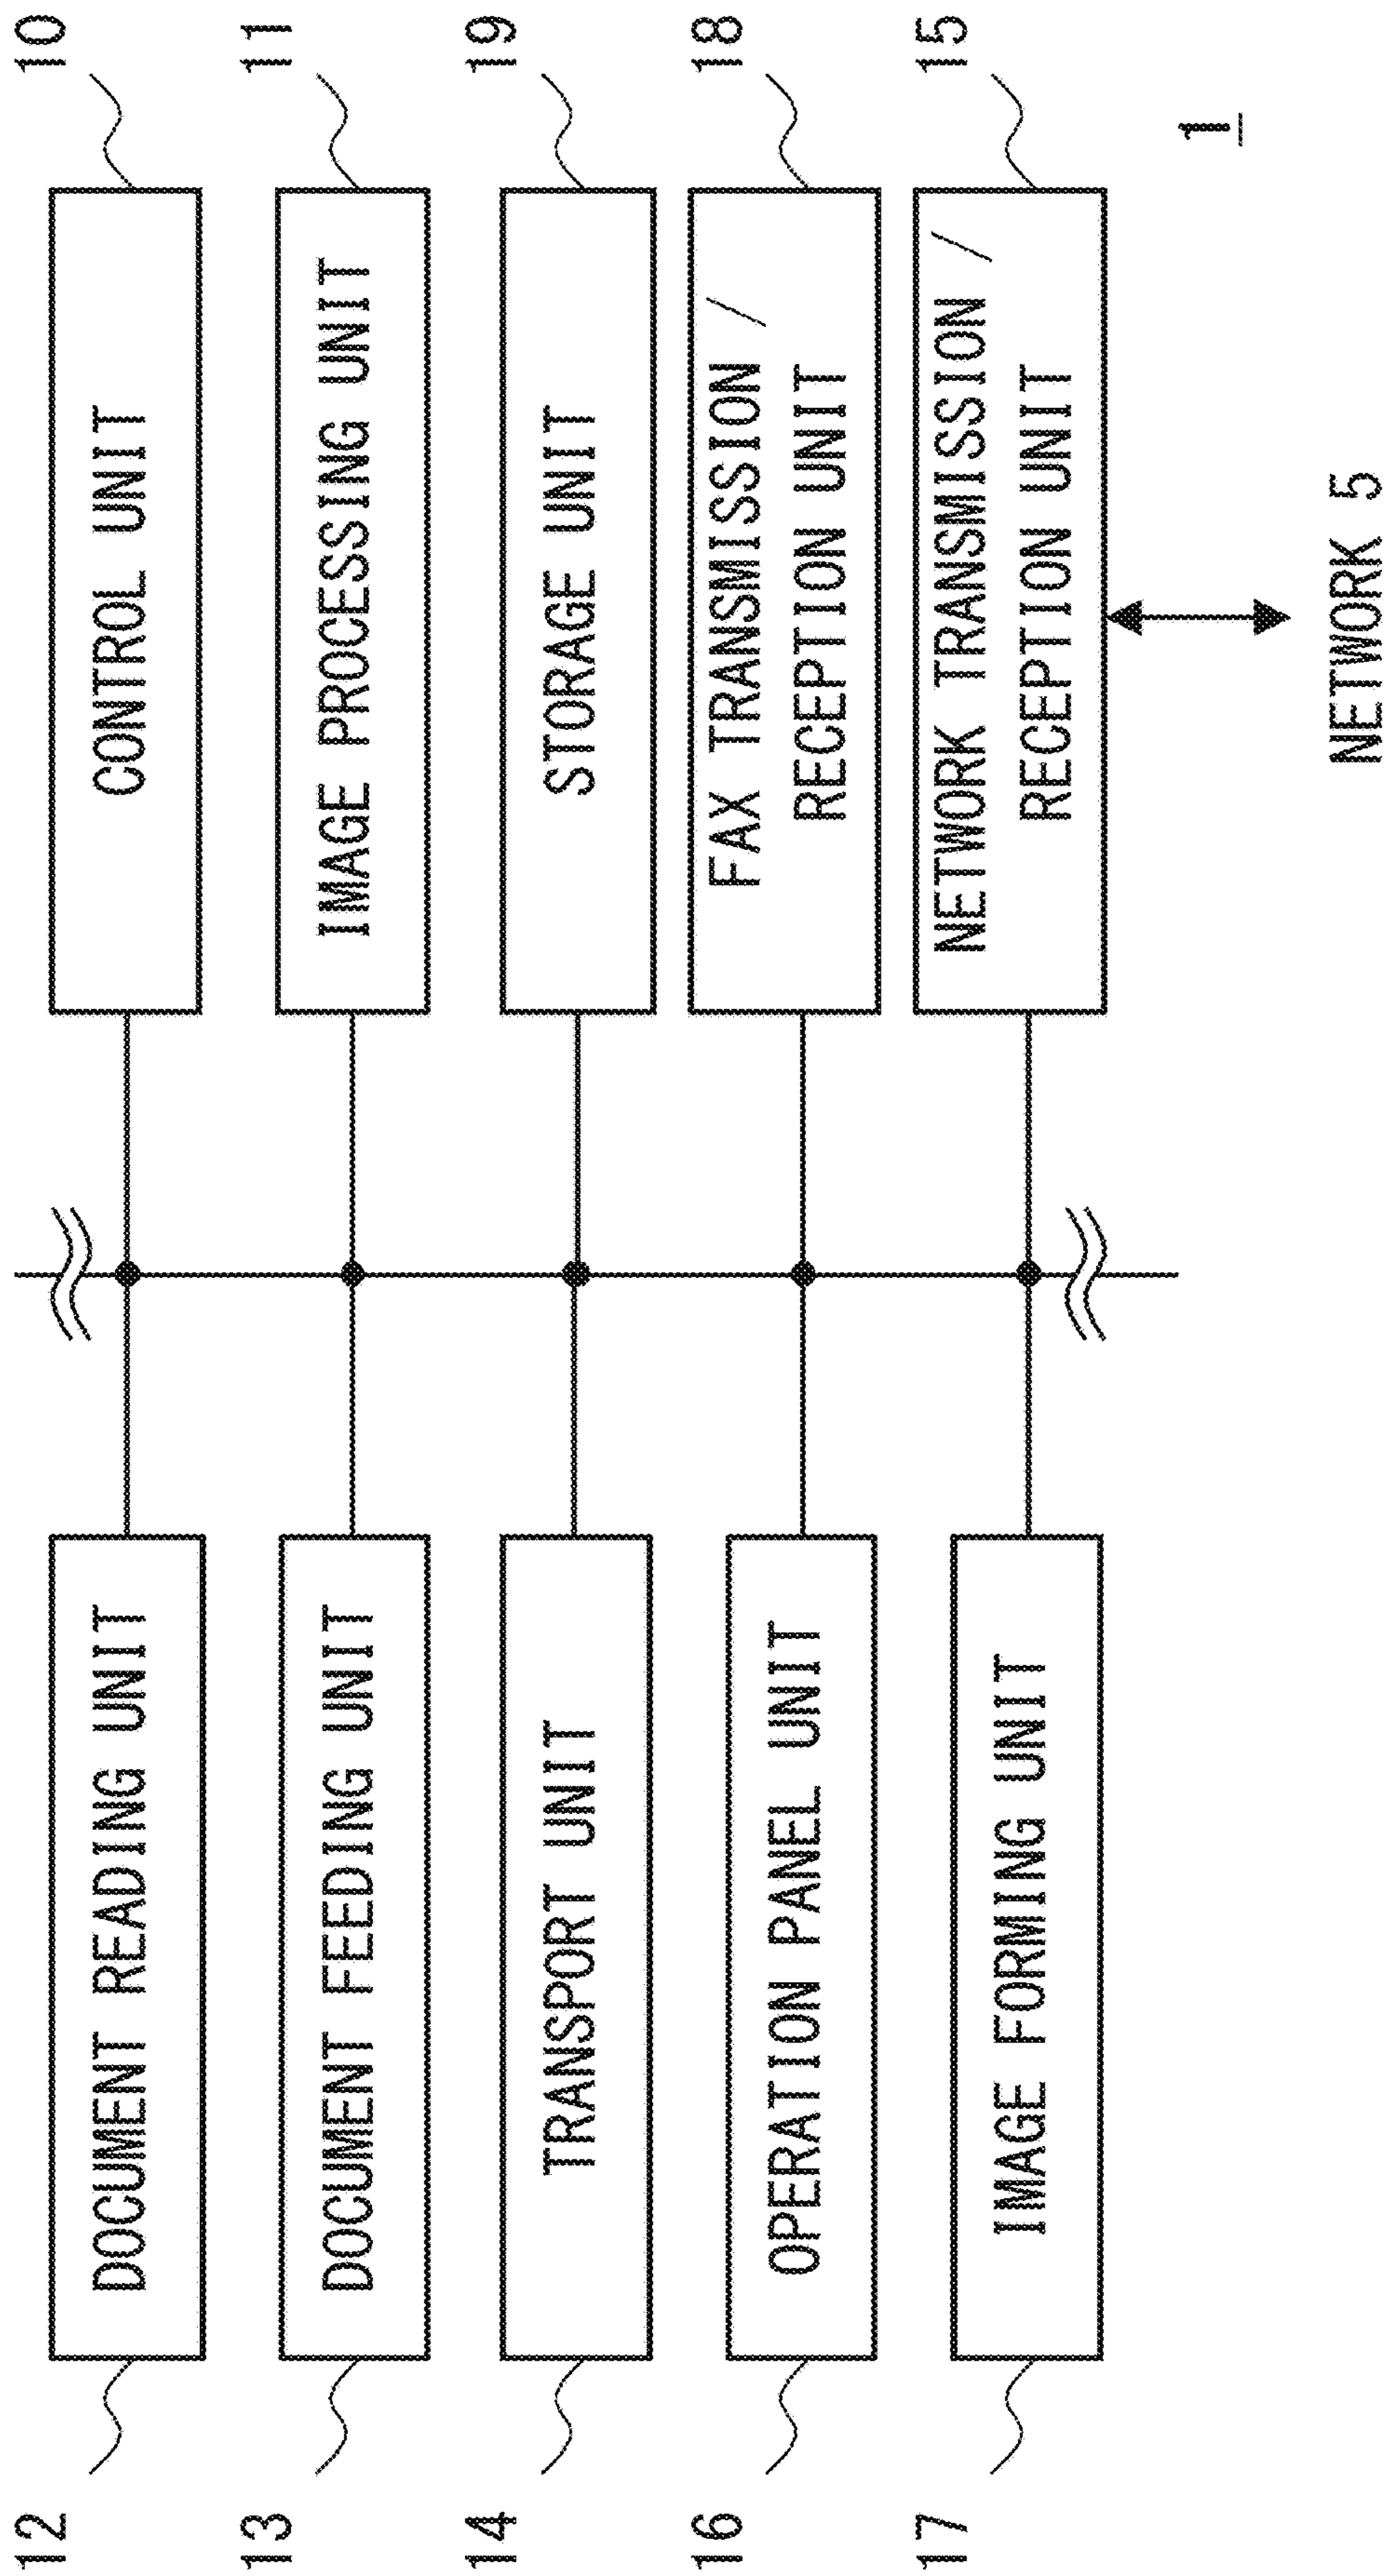 12
DOCUMENT READING UNIT
CONTROL UNIT
10
13
DOCUMENT FEEDING UNIT
IMAGE PROCESSING UNIT
11
14
TRANSPORT UNIT
STORAGE UNIT
19
16
OPERATION PANEL UNIT
FAX TRANSMISSION /
RECEPTION UNIT
18
17
IMAGE FORMING UNIT
NETWORK TRANSMISSION /
RECEPTION UNIT
15
1
NETWORK 5